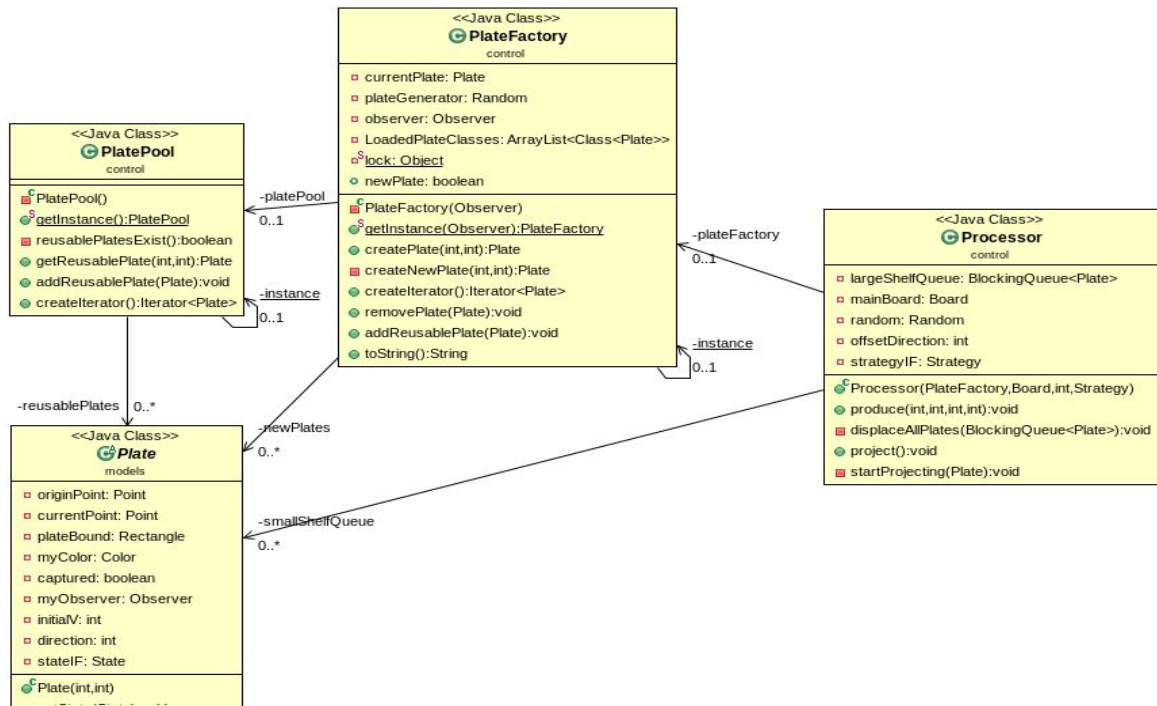 <<Java Class>>
PlateFactory
control
currentPlate: Plate
plateGenerator: Random
observer: Observer
LoadedPlateClasses: ArrayList<Class<Plate>>
lock: Object
newPlate: boolean
PlateFactory(Observer)
getInstance(Observer):PlateFactory
createPlate(int,int):Plate
createNewPlate(int,int):Plate
createIterator():Iterator<Plate>
removePlate(Plate):void
addReusablePlate(Plate):void
toString():String
<<Java Class>>
PlatePool
control
PlatePool()
getInstance():PlatePool
reusablePlatesExist():boolean
getReusablePlate(int,int):Plate
addReusablePlate(Plate):void
createIterator():Iterator<Plate>
-platePool
0..1
-instance
0..1
-instance
0..1
-plateFactory
0..1
<<Java Class>>
Processor
control
largeShelfQueue: BlockingQueue<Plate>
mainBoard: Board
random: Random
offsetDirection: int
strategyIF: Strategy
Processor(PlateFactory,Board,int,Strategy)
produce(int,int,int,int):void
displaceAllPlates(BlockingQueue<Plate>):void
project():void
startProjecting(Plate):void
-reusablePlates
0..*
-newPlates
0..*
-smallShelfQueue
0..*
<<Java Class>>
Plate
models
originPoint: Point
currentPoint: Point
plateBound: Rectangle
myColor: Color
captured: boolean
myObserver: Observer
initialV: int
direction: int
stateIF: State
Plate(int,int)